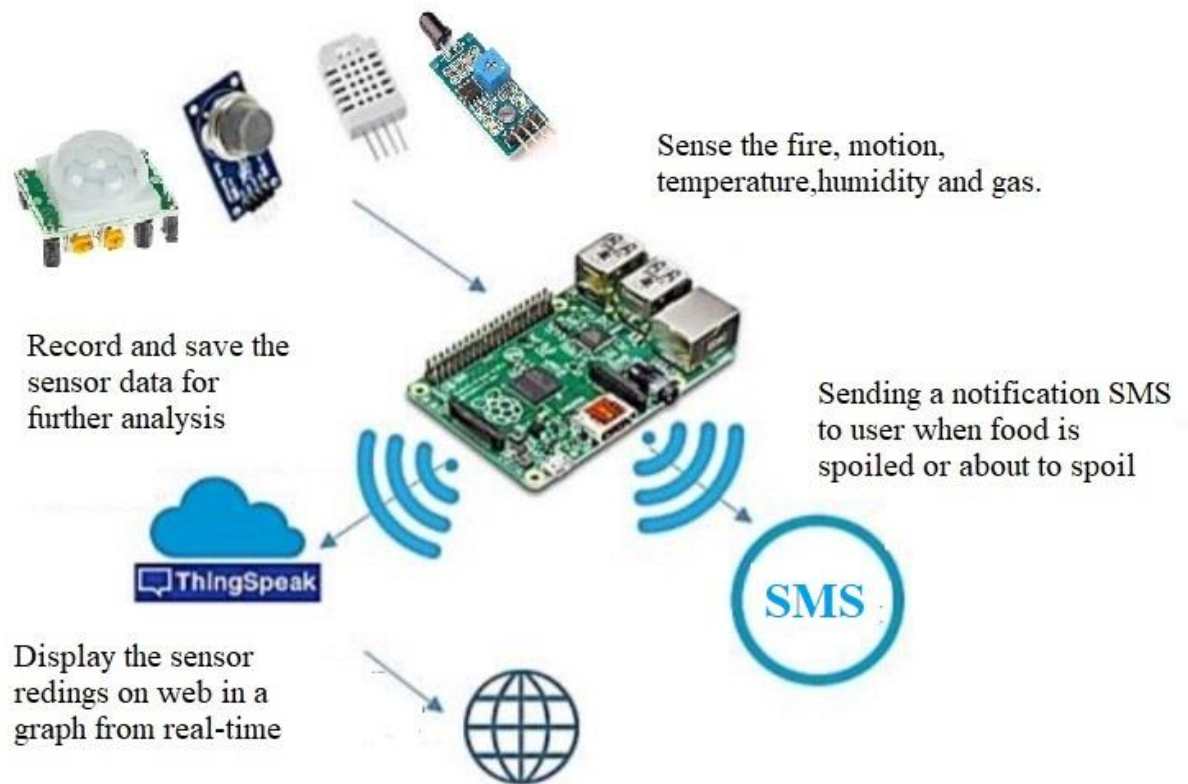 Sense the fire, motion,
temperature,humidity and gas.
Record and save the
sensor data for
further analysis
Sending a notification SMS
to user when food is
spoiled or about to spoil
ThingSpeak
SMS
Display the sensor
redings on web in a
graph from real-time